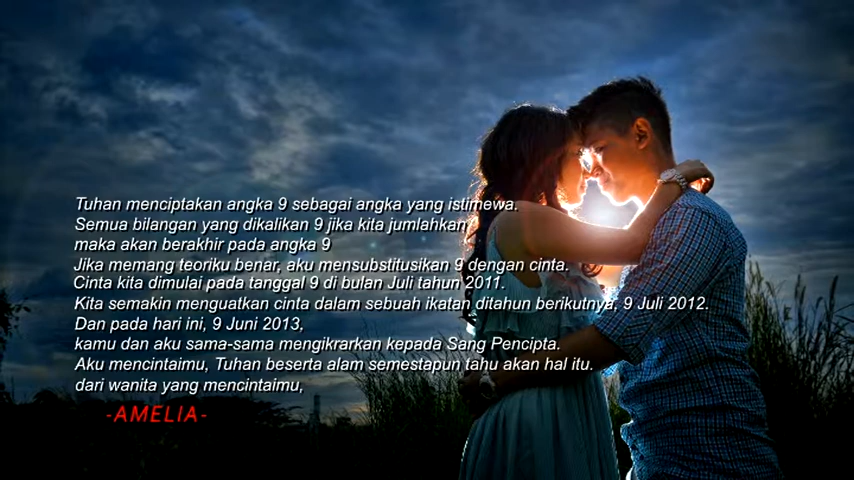 Tuhan menciptakan angka 9 sebagai angka yang istimewa.
Semua bilangan yang dikalikan 9 jika kita jumlahkan
maka akan berakhir pada angka 9
Jika memang teoriku benar, aku mensubstitusikan 9 dengan cinta.
Cinta kita dimulai pada tanggal 9 di bulan Juli tahun 2011.
Kita semakin menguatkan cinta dalam sebuah ikatan ditahun berikutnya, 9 Juli 2012.
Dan pada hari ini, 9 Juni 2013,
kamu dan aku sama-sama mengikrarkan kepada Sang Pencipta.
Aku mencintaimu, Tuhan beserta alam semestapun tahu akan hal itu.
dari wanita yang mencintaimu,
-AMELIA-